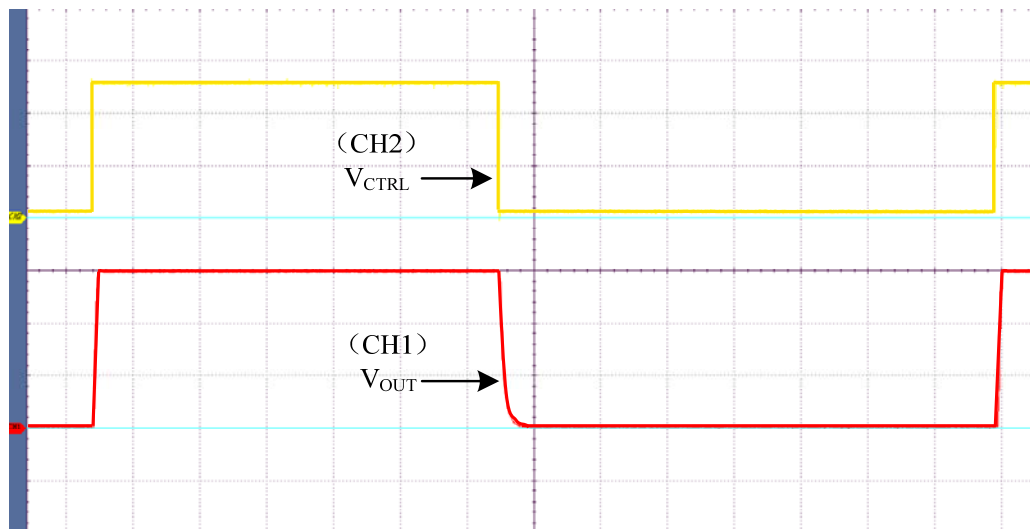 （CH2）
VCTRL
（CH1）
VOUT